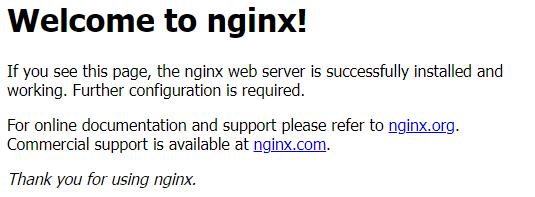 Welcome to nginx!
If you see this page, the nginx web server is successfully installed and
working. Further configuration is required.
For online documentation and support please refer to nginx.org.
Commercial support is available at nginx.com.
Thank you for using nginx.